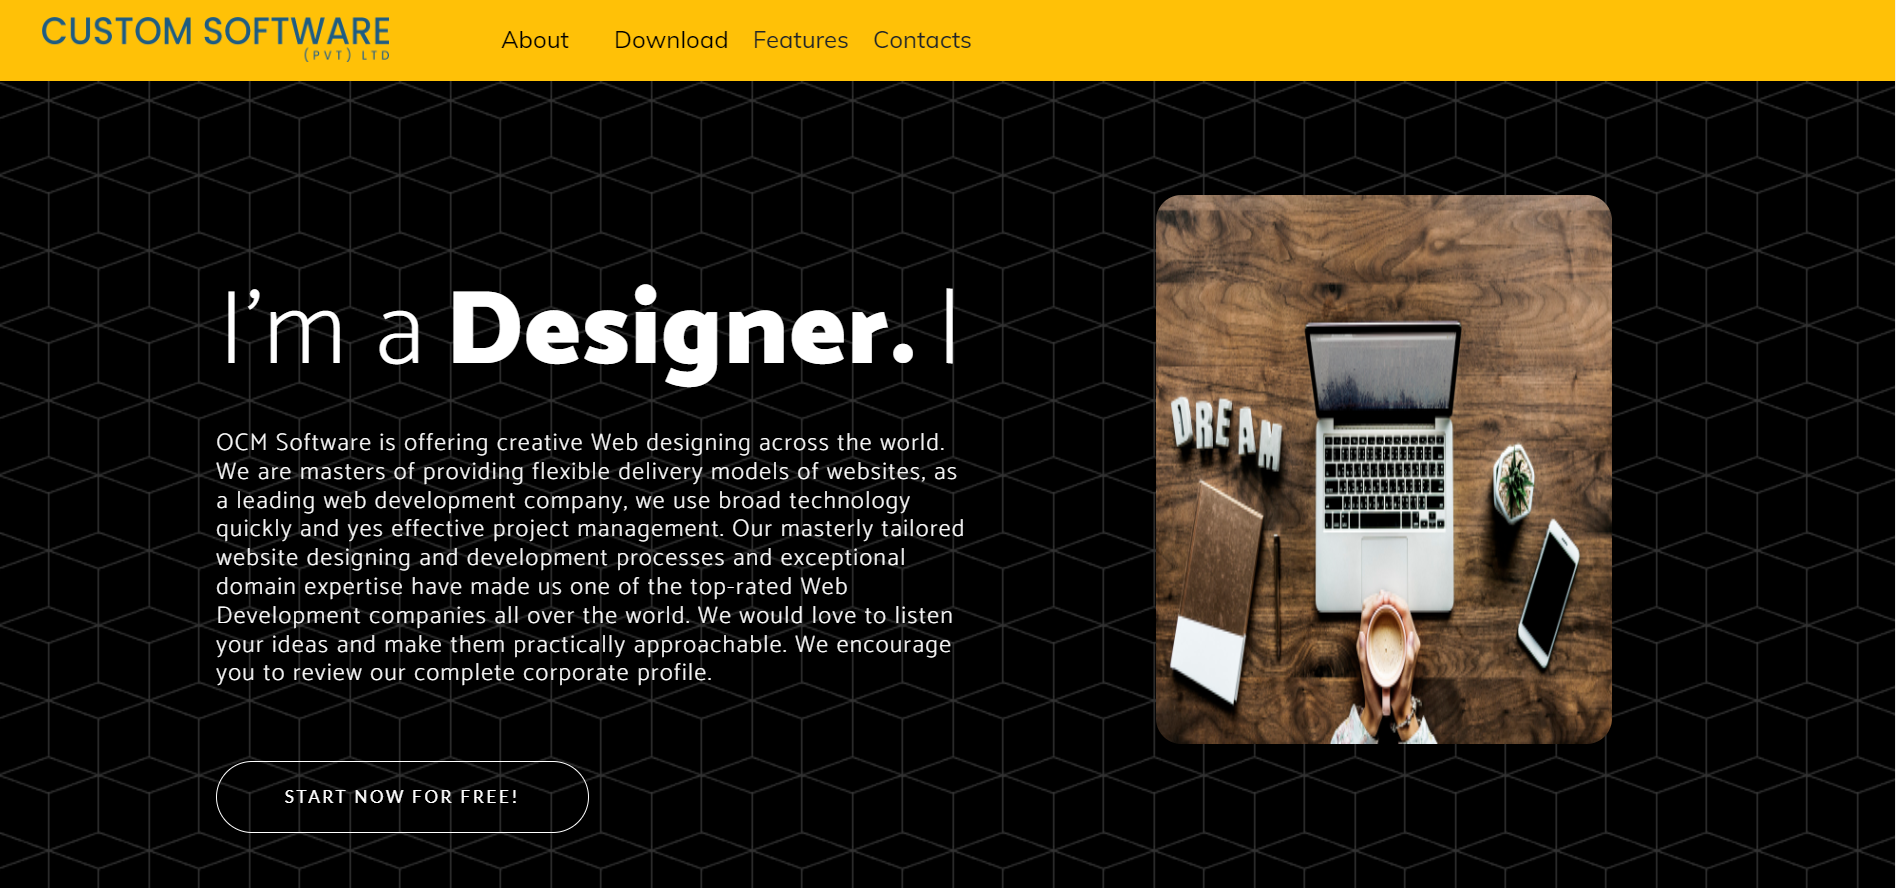 CUSTOM SOFTWARE
(PVT) LTD
About Download Features Contacts
I'm a Designer. |
OCM Software is offering creative Web designing across the world.
We are masters of providing flexible delivery models of websites, as
a leading web development company, we use broad technology
quickly and yes effective project management. Our masterly tailored
website designing and development processes and exceptional
domain expertise have made us one of the top-rated Web
Development companies all over the world. We would love to listen
your ideas and make them practically approachable. We encourage
you to review our complete corporate profile.
START NOW FOR FREE!
DREAM